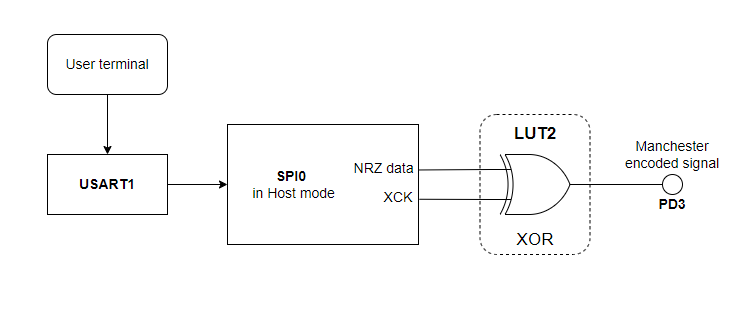 User terminal
USART1
SPI0
in Host mode
NRZ data
XCK
LUT2
XOR
Manchester
encoded signal
PD3